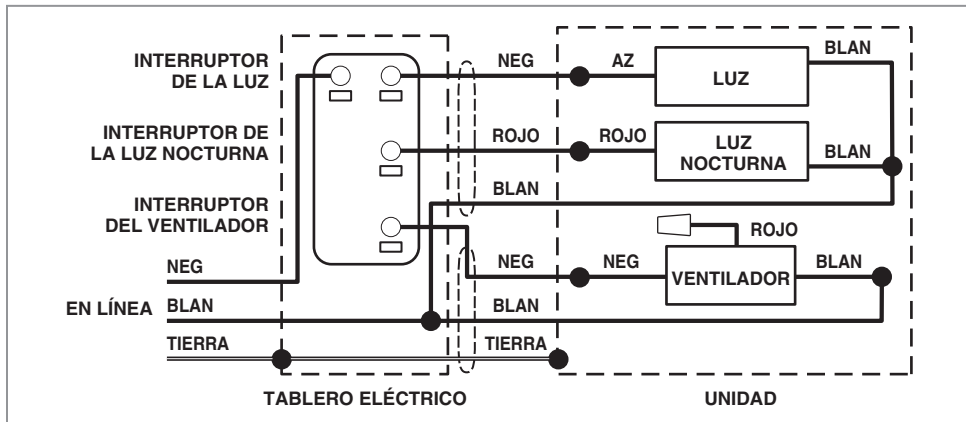 INTERRUPTOR
DE LA LUZ
NEG
AZ
LUZ
BLAN
INTERRUPTOR DE
LA LUZ NOCTURNA
ROJO
ROJO
LUZ
NOCTURNA
BLAN
BLAN
INTERRUPTOR
DEL VENTILADOR
ROJO
NEG
NEG
NEG
VENTILADOR
BLAN
EN LÍNEA
BLAN
BLAN
TIERRA
TIERRA
TABLERO ELÉCTRICO
UNIDAD